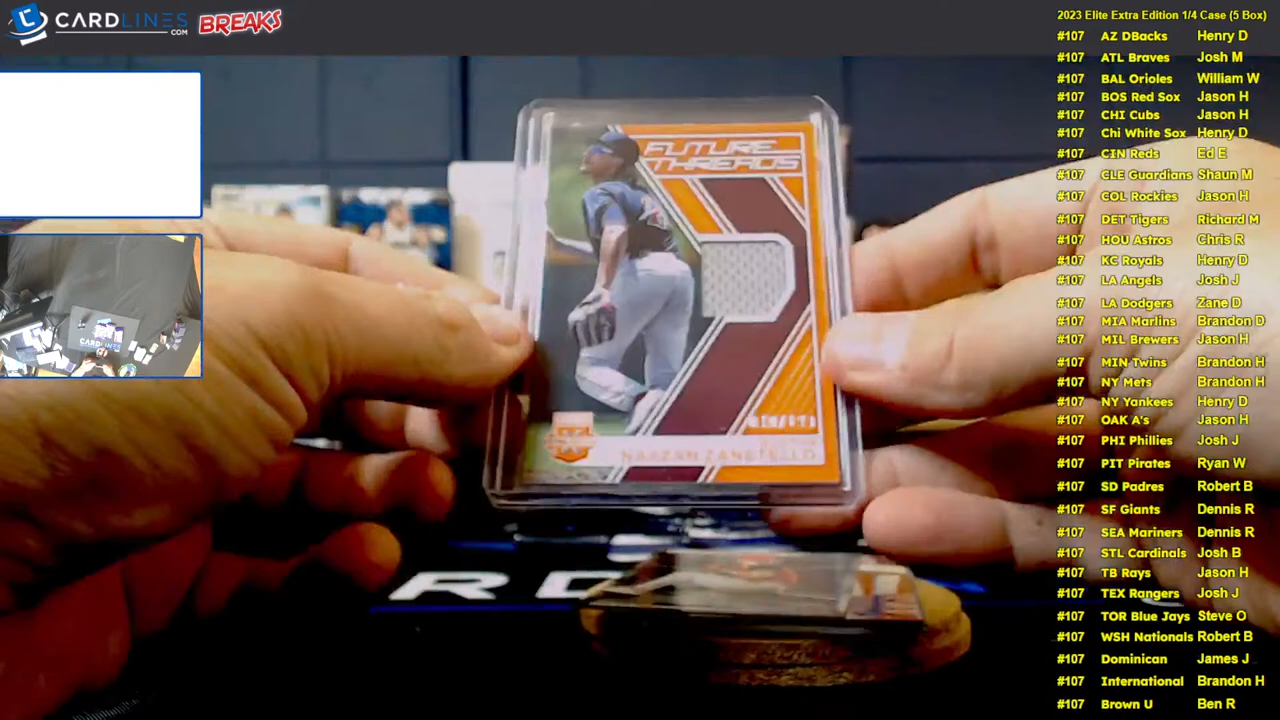 CARDLINES
.COM
BREAKS
2023 Elite Extra Edition 1/4 Case (5 Box)
#107 AZ DBacks Henry D
#107 ATL Braves Josh M
#107 BAL Orioles William W
#107 BOS Red Sox Jason H
#107 CHI Cubs Jason H
#107 Chi White Sox Henry D
#107 CIN Reds Ed E
#107 CLE Guardians Shaun M
#107 COL Rockies Jason H
#107 DET Tigers Richard M
#107 HOU Astros Chris R
#107 KC Royals Henry D
#107 LA Angels Josh J
#107 LA Dodgers Zane D
#107 MIA Marlins Brandon D
#107 MIL Brewers Jason H
#107 MIN Twins Brandon H
#107 NY Mets Brandon H
#107 NY Yankees Henry D
#107 OAK A's Jason H
#107 PHI Phillies Josh J
#107 PIT Pirates Ryan W
#107 SD Padres Robert B
#107 SF Giants Dennis R
#107 SEA Mariners Dennis R
#107 STL Cardinals Josh B
#107 TB Rays Jason H
#107 TEX Rangers Josh J
#107 TOR Blue Jays Steve O
#107 WSH Nationals Robert B
#107 Dominican James J
#107 International Brandon H
#107 Brown U Ben R
FUTURE
THREADS
NAZZAN ZANETELLO
R D